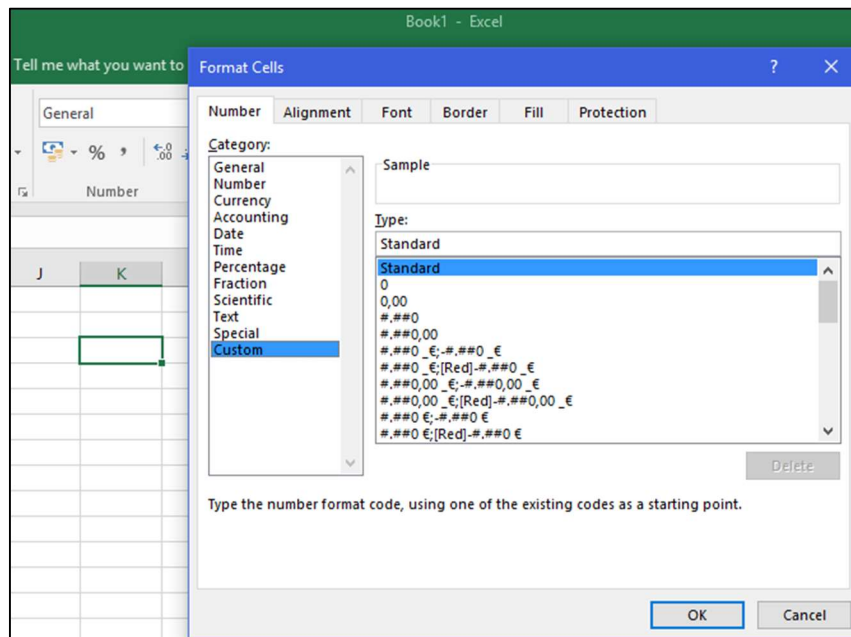 Book1 - Excel
Tell me what you want to
General
% , ←.0 .00
Number
J K
Format Cells ? ×
Number Alignment Font Border Fill Protection
Category:
General
Number
Currency
Accounting
Date
Time
Percentage
Fraction
Scientific
Text
Special
Custom
Sample
Type:
Standard
Standard
0
0,00
#.##0
#.##0,00
#.##0 _€;-#.##0 _€
#.##0 _€;[Red]-#.##0 _€
#.##0,00 _€;-#.##0,00 _€
#.##0,00 _€;[Red]-#.##0,00 _€
#.##0 €;-#.##0 €
#.##0 €;[Red]-#.##0 €
Delete
Type the number format code, using one of the existing codes as a starting point.
OK Cancel